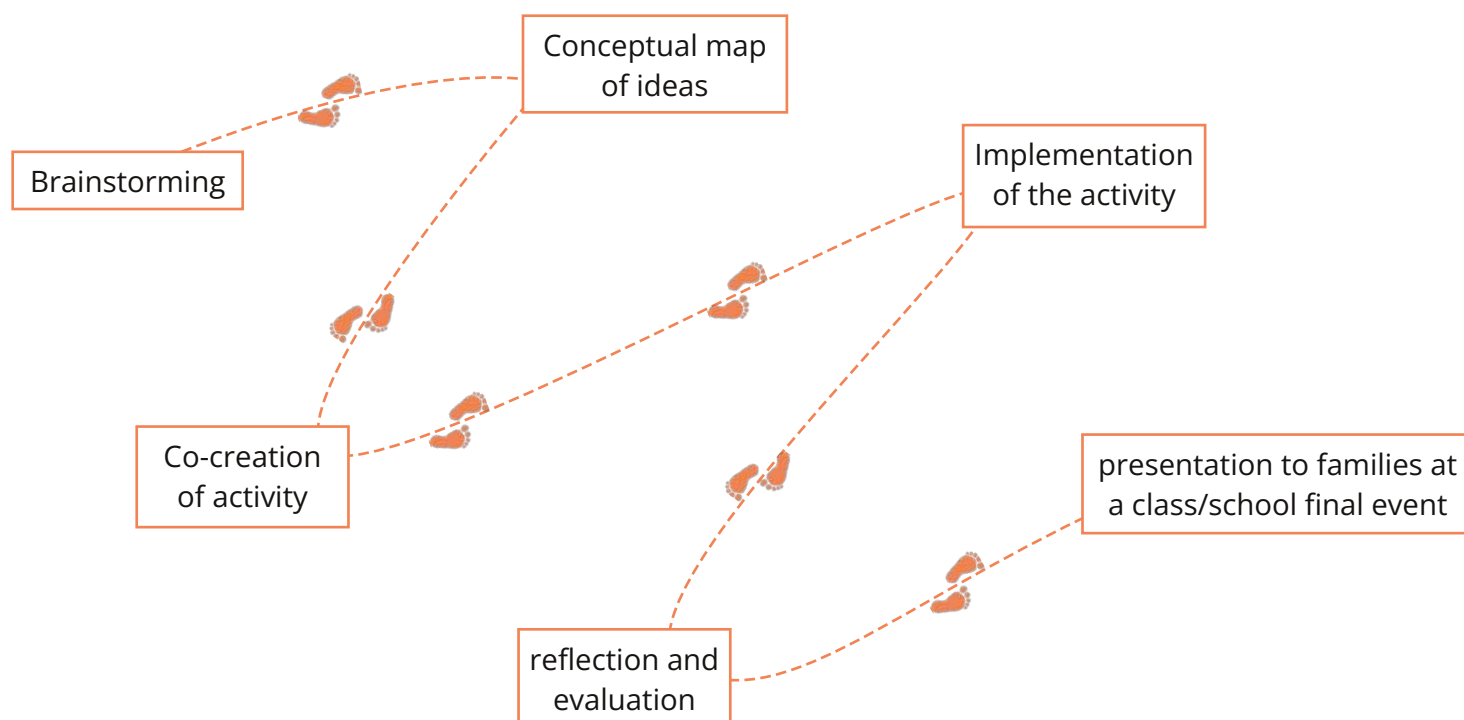 Brainstorming
Conceptual map
of ideas
Co-creation
of activity
Implementation
of the activity
reflection and
evaluation
presentation to families at
a class/school final event